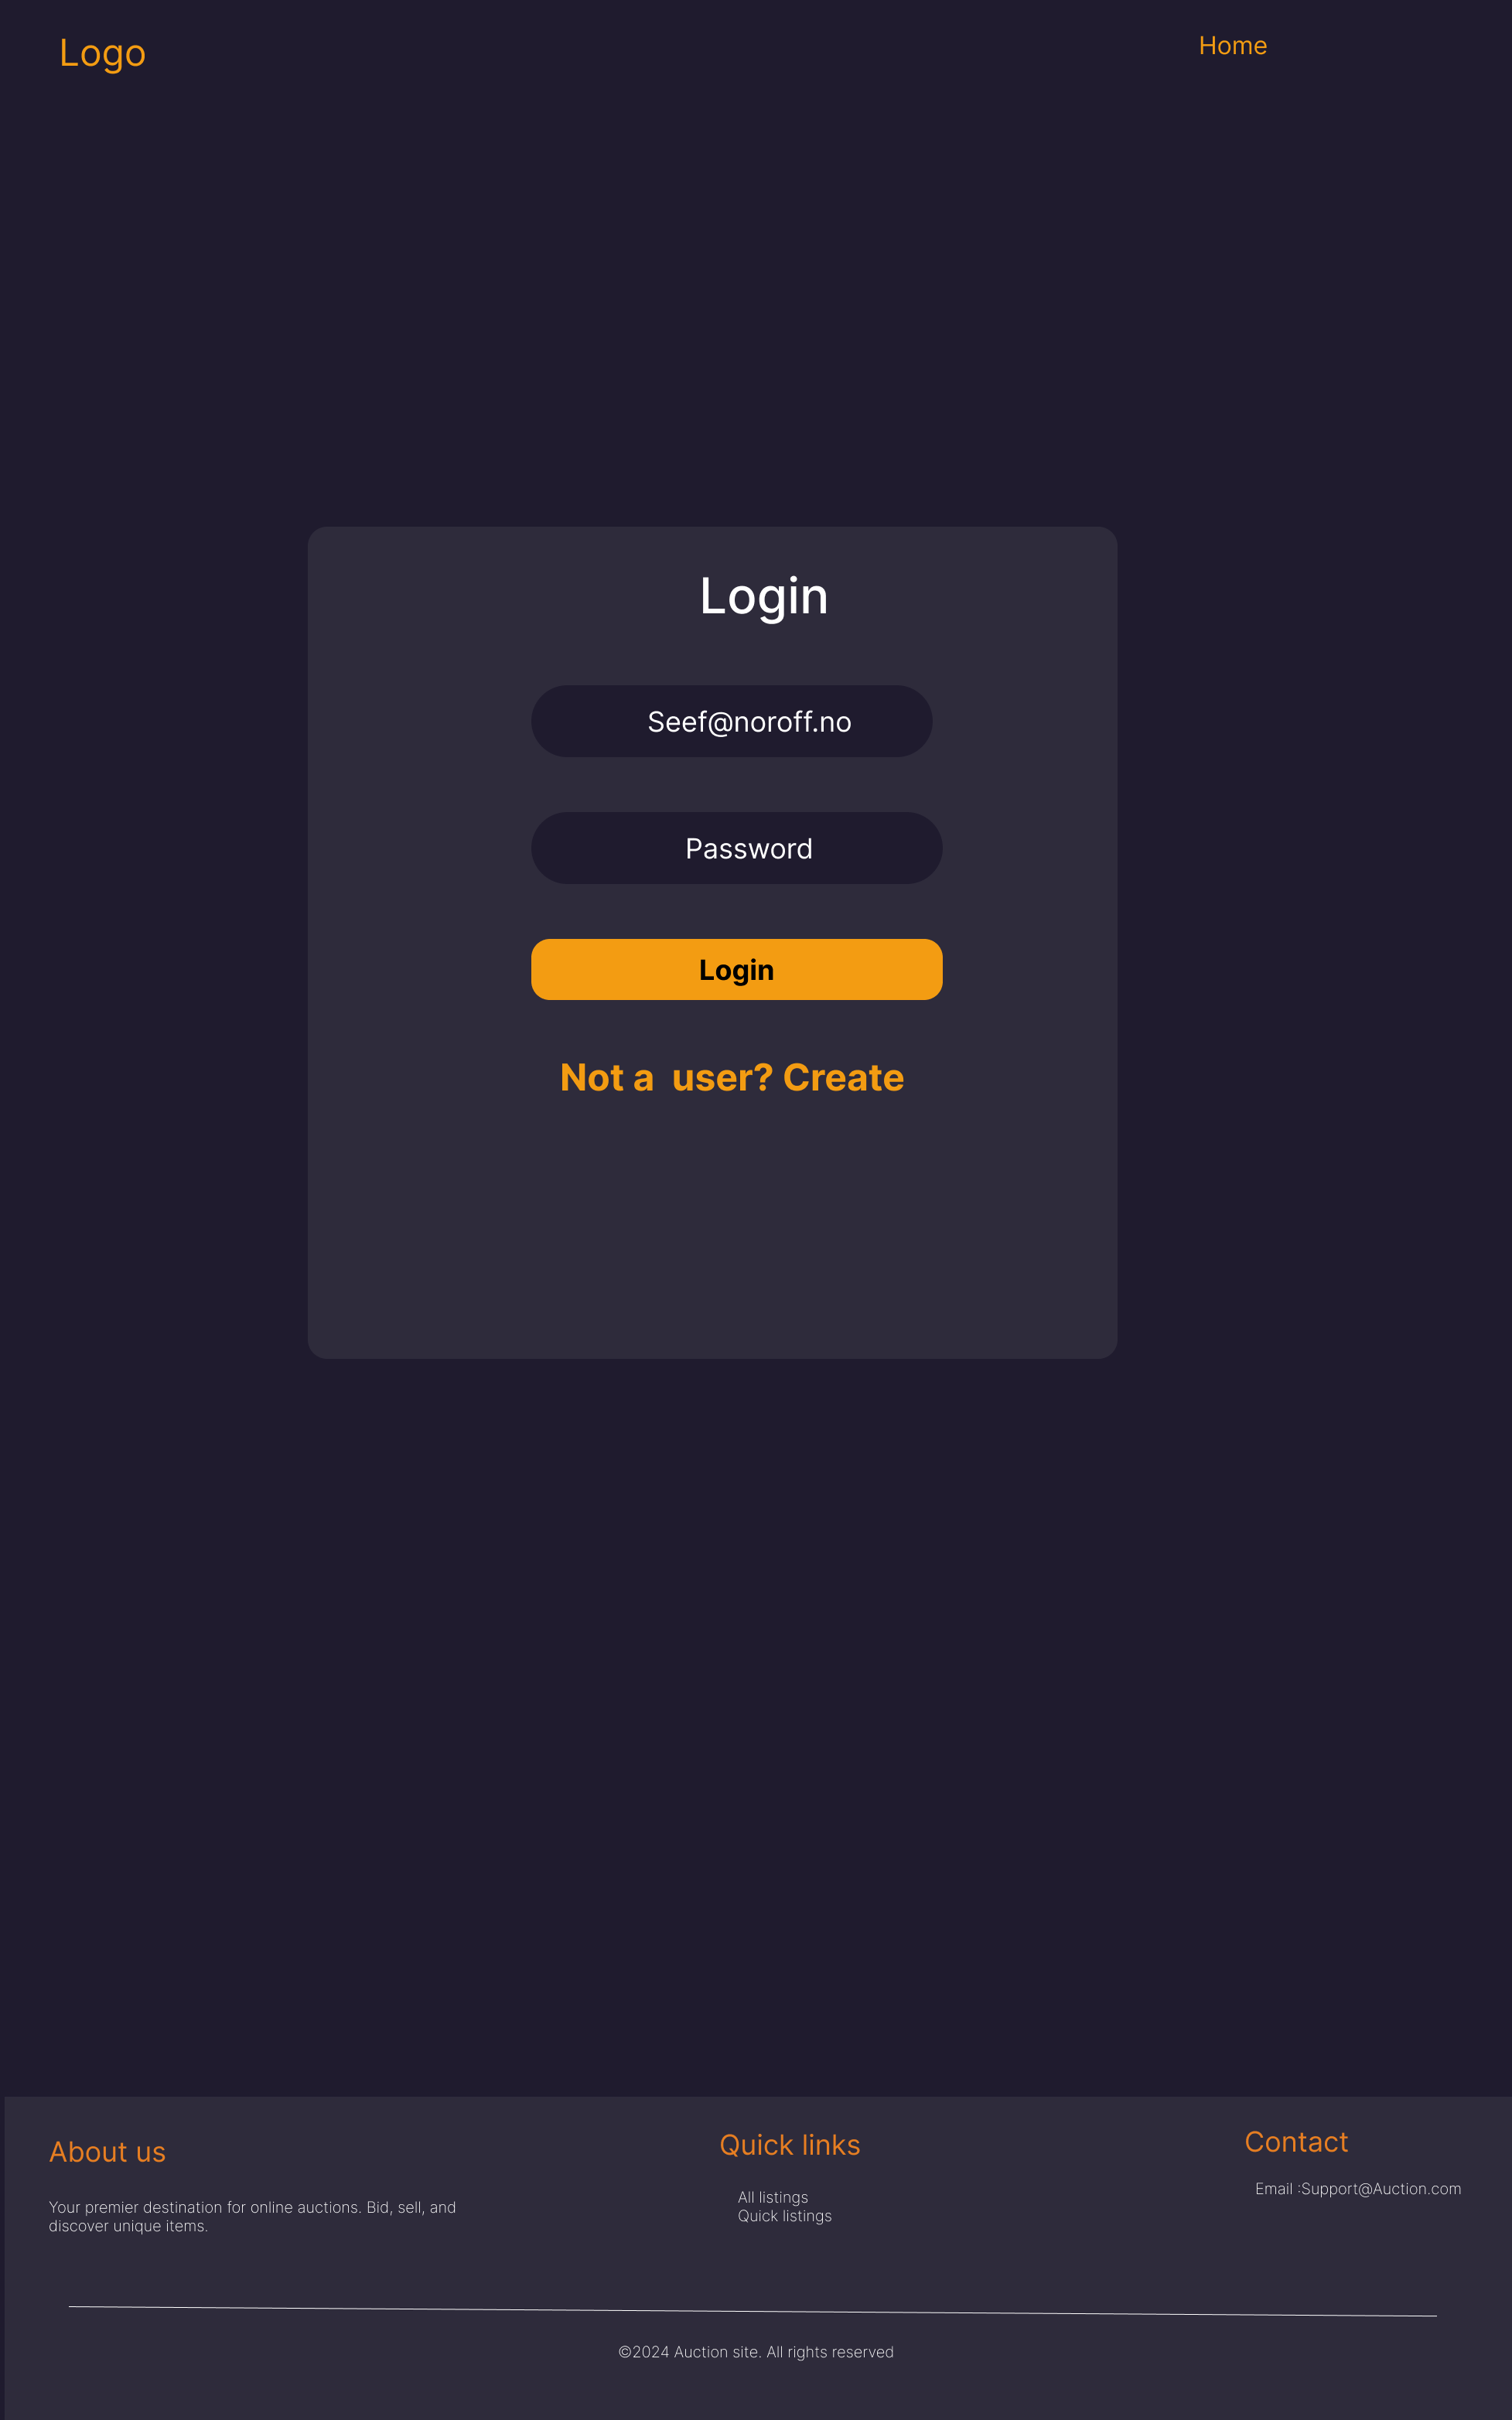 Logo
Home
Login
Seef@noroff.no
Password
Login
Not a  user? Create
About us
Your premier destination for online auctions. Bid, sell, and
discover unique items.
Quick links
All listings
Quick listings
Contact
Email :Support@Auction.com
©2024 Auction site. All rights reserved